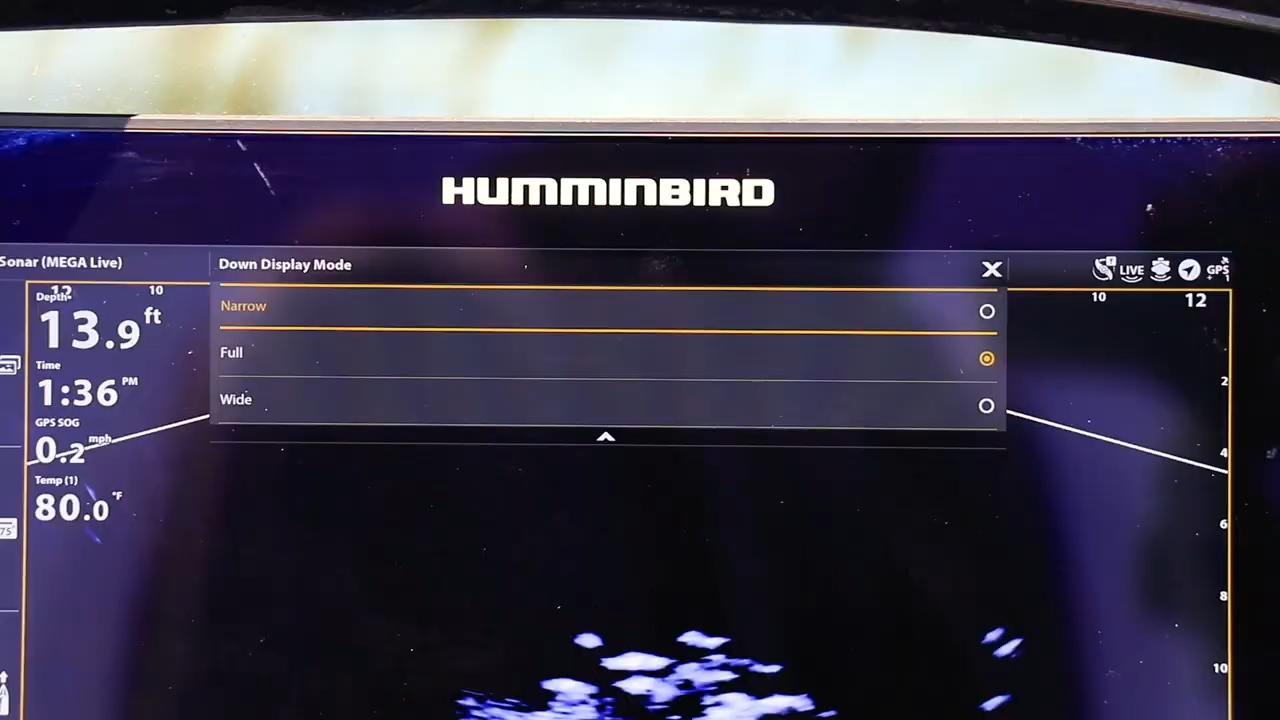 HUMMINBIRD
Sonar (MEGA Live)
Down Display Mode
LIVE
GPS
12
10
10
12
Depth
13.9 ft
Narrow
Time
1:36 PM
Full
2
GPS SOG
0.2 mph
Wide
4
Temp (1)
80.0 °F
6
75°
8
10